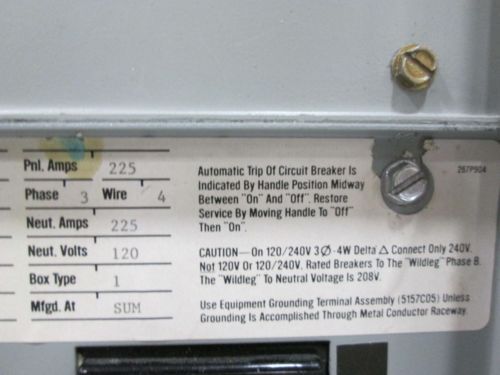 Pnl. Amps 225
Phase 3 Wire 4
Neut. Amps 225
Neut. Volts 120
Box Type 1
Mfgd. At SUM
Automatic Trip Of Circuit Breaker Is
Indicated By Handle Position Midway
Between "On" And "Off". Restore
Service By Moving Handle To "Off"
Then "On".
267P904
CAUTION-On 120/240V 3Ø-4W Delta △ Connect Only 240V.
Not 120V Or 120/240V, Rated Breakers To The "Wildleg" Phase B.
The "Wildleg" To Neutral Voltage Is 208V.
Use Equipment Grounding Terminal Assembly (5157C05) Unless
Grounding Is Accomplished Through Metal Conductor Raceway.